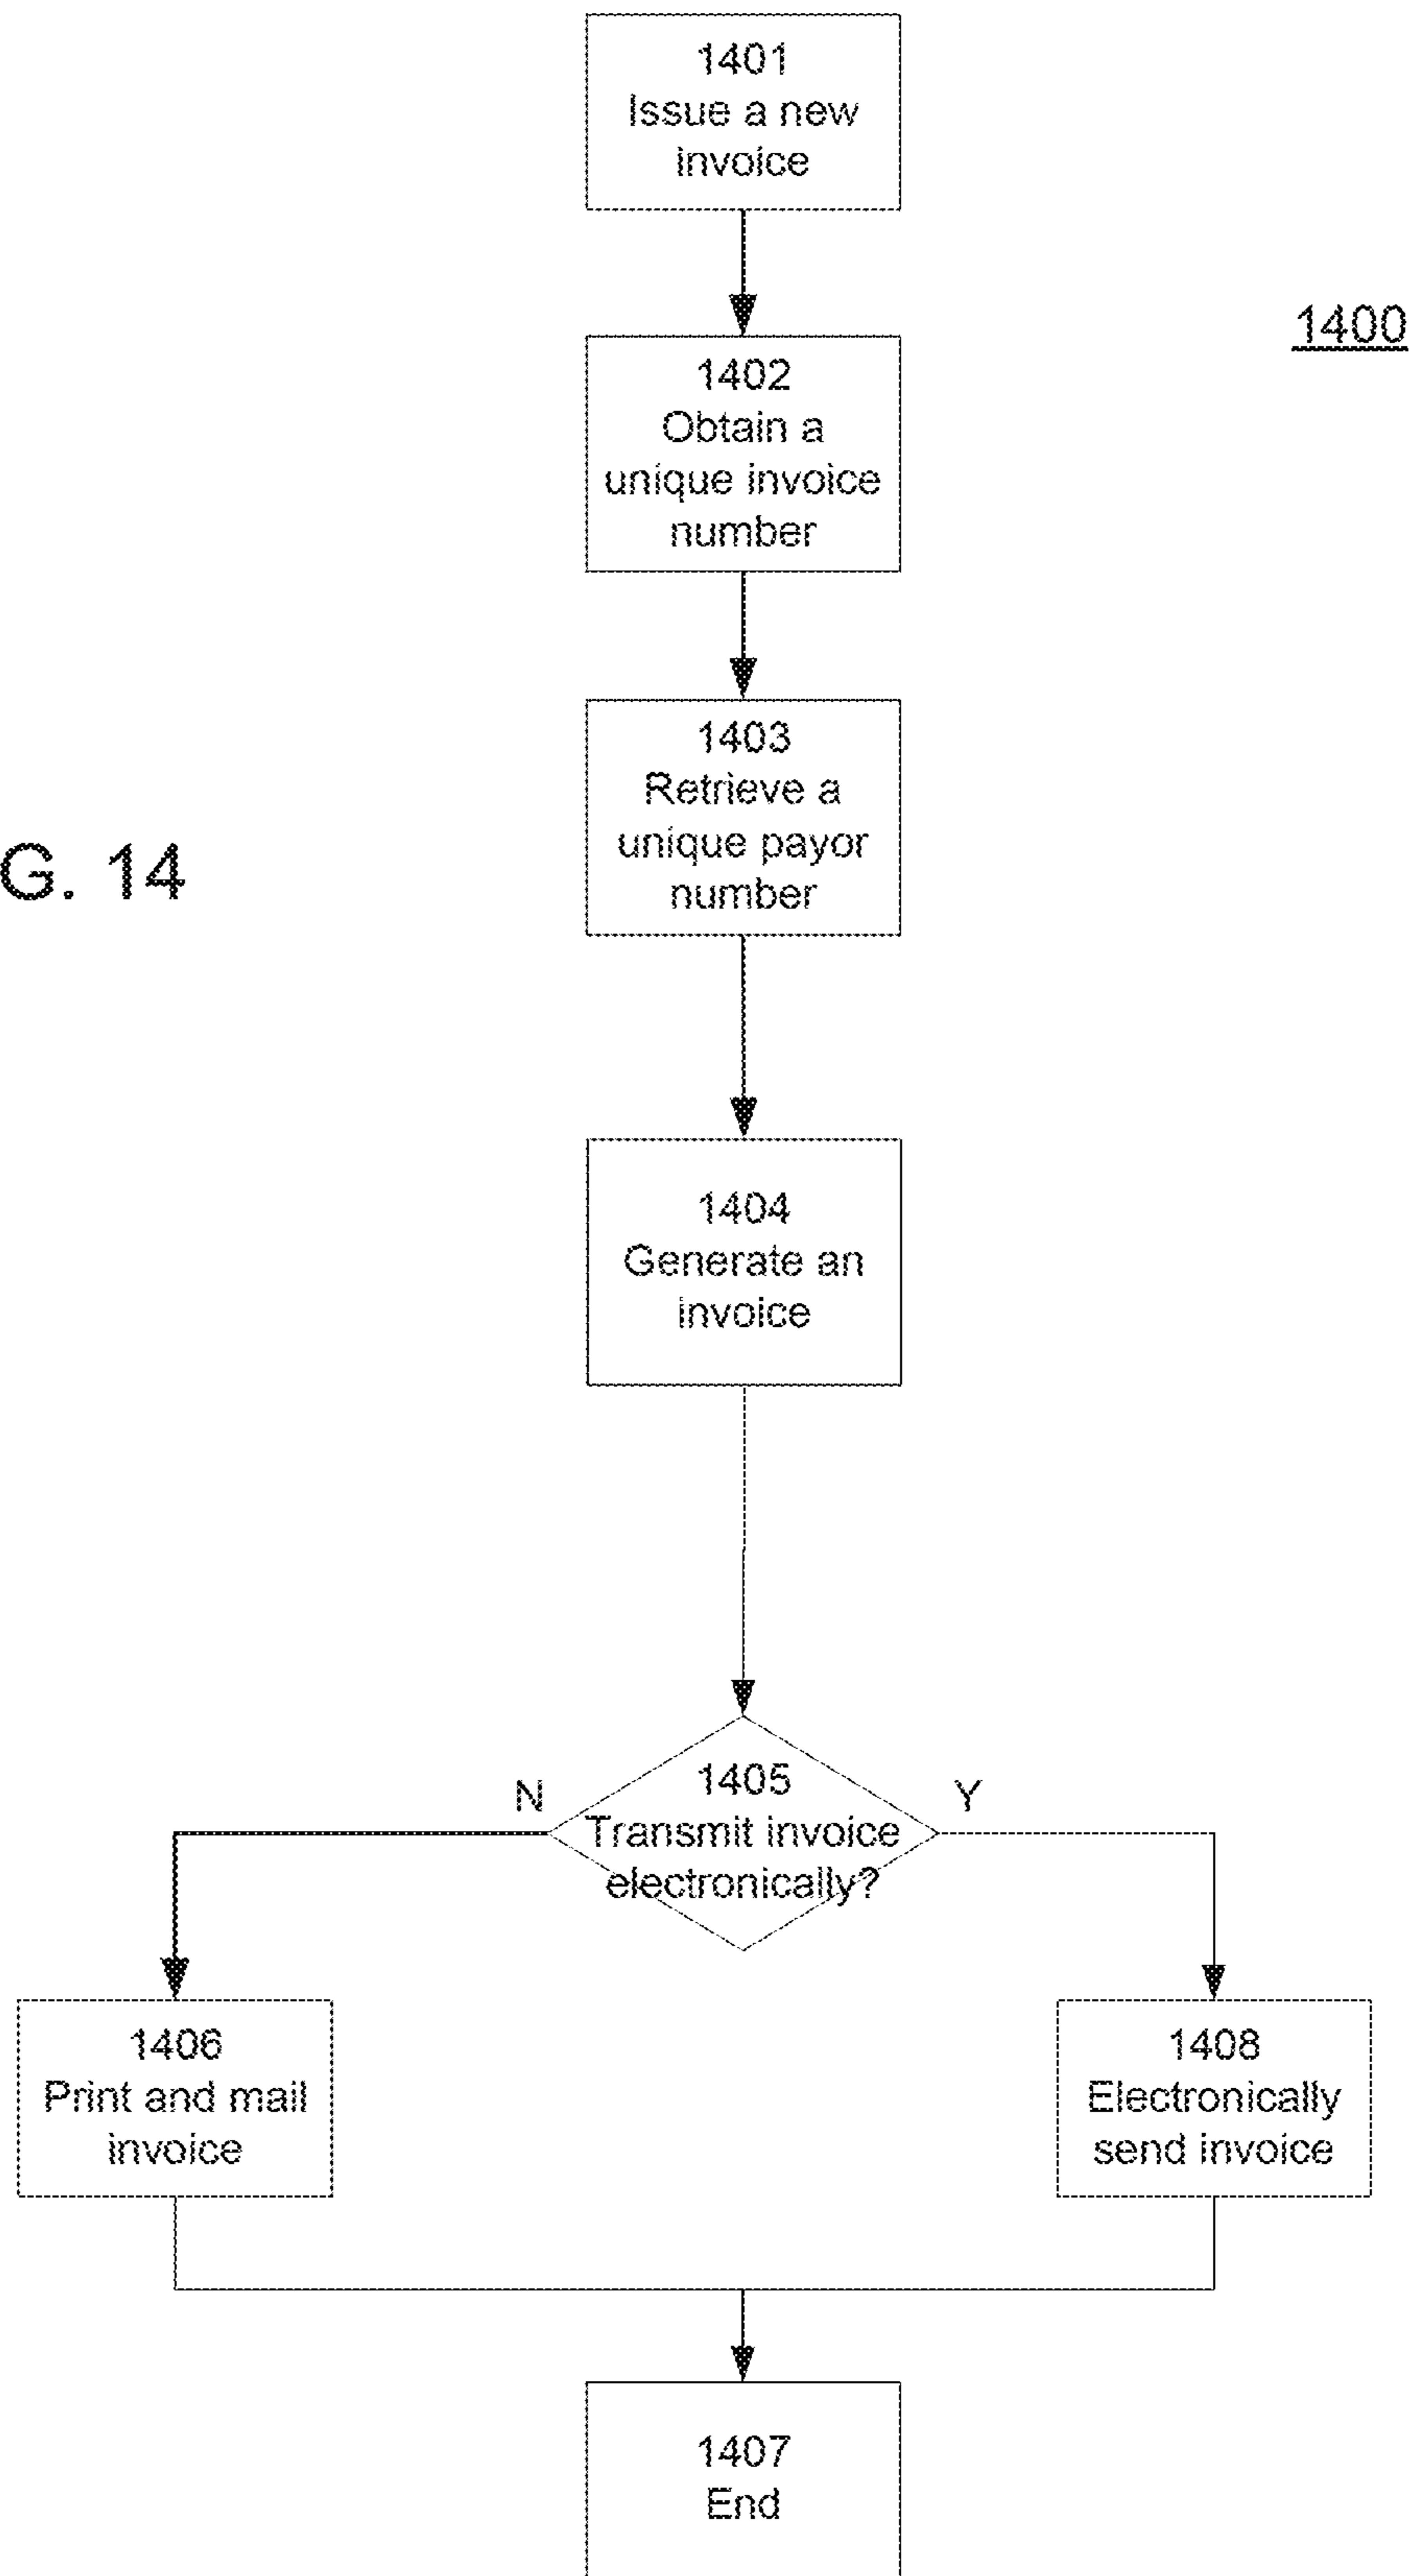 1401
Issue a new
invoice
1400
1402
Obtain a
unique invoice
number
1403
Retrieve a
unique payor
number
G. 14
1404
Generate an
invoice
N
Y
1405
Transmit invoice
electronically?
1406
Print and mail
invoice
1408
Electronically
send invoice
1407
End